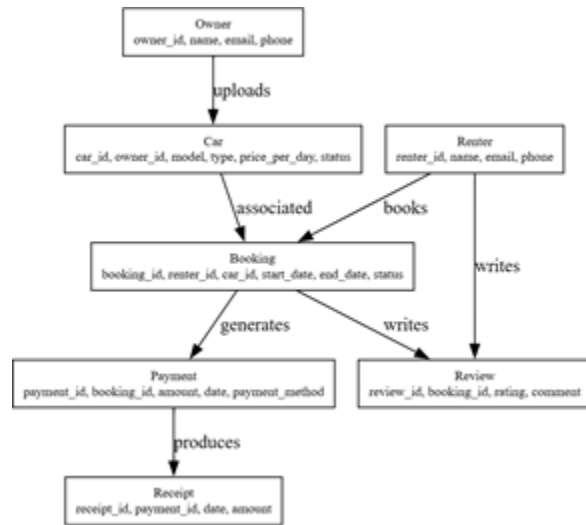 Owner
owner_id, name, email, phone
uploads
Car
car_id, owner_id, model, type, price_per_day, status
Renter
renter_id, name, email, phone
associated
books
Booking
booking_id, renter_id, car_id, start_date, end_date, status
writes
generates
writes
Payment
payment_id, booking_id, amount, date, payment_method
Review
review_id, booking_id, rating, comment
produces
Receipt
receipt_id, payment_id, date, amount